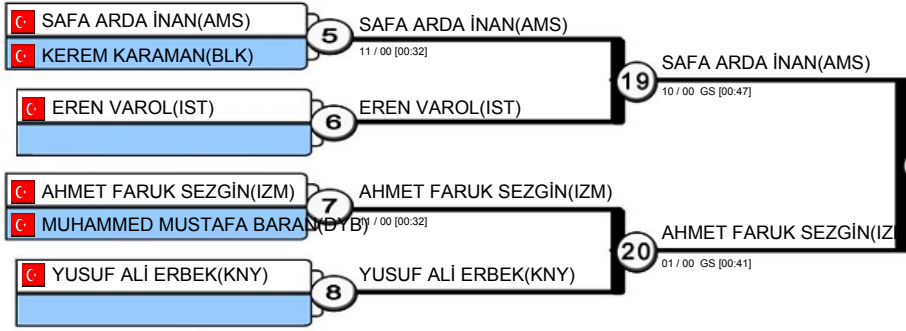 SAFA ARDA İNAN(AMS)
KEREM KARAMAN(BLK)
5
SAFA ARDA İNAN(AMS)
11 / 00 [00:32]
EREN VAROL(IST)
6
EREN VAROL(IST)
19
SAFA ARDA İNAN(AMS)
10 / 00 GS [00:47]
AHMET FARUK SEZGİN(IZM)
MUHAMMED MUSTAFA BARAN(DYB)
7
AHMET FARUK SEZGİN(IZM)
/ 00 [00:32]
YUSUF ALİ ERBEK(KNY)
8
YUSUF ALİ ERBEK(KNY)
20
AHMET FARUK SEZGİN(IZ
01 / 00 GS [00:41]